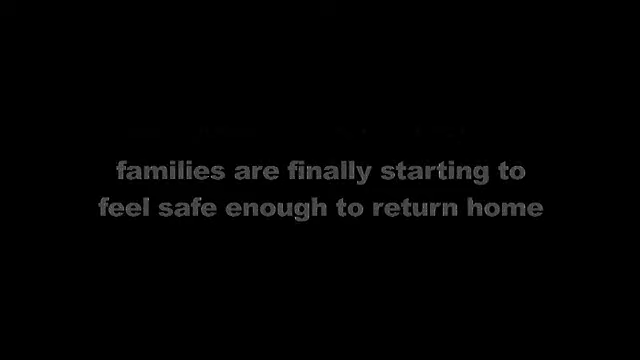 families are finally starting to
feel safe enough to return home